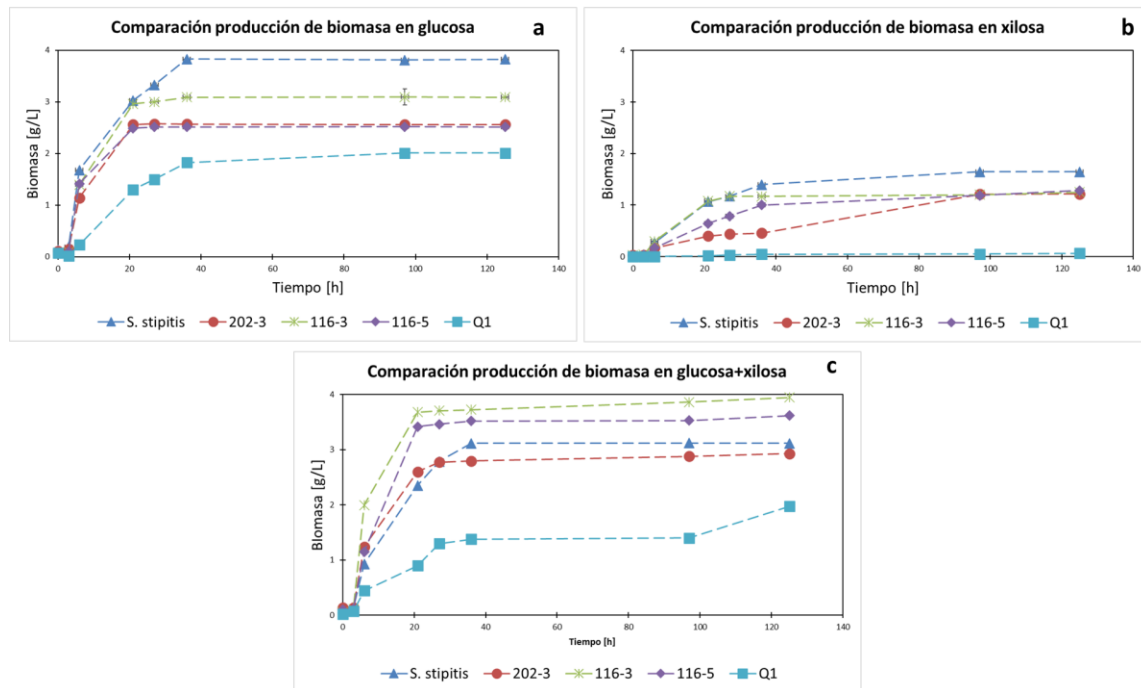 Comparación producción de biomasa en glucosa
a
4
3
2
1
0
Biomasa [g/L]
0 20 40 60 80 100 120 140
Tiempo [h]
S. stipitis 202-3 116-3 116-5 Q1
Comparación producción de biomasa en xilosa
b
4
3
2
1
0
Biomasa [g/L]
0 20 40 60 80 100 120 140
Tiempo [h]
S. stipitis 202-3 116-3 116-5 Q1
Comparación producción de biomasa en glucosa+xilosa
c
4
3
2
1
0
BIomasa [g/L]
0 20 40 60 80 100 120 140
Tiempo [h]
S. stipitis 202-3 116-3 116-5 Q1